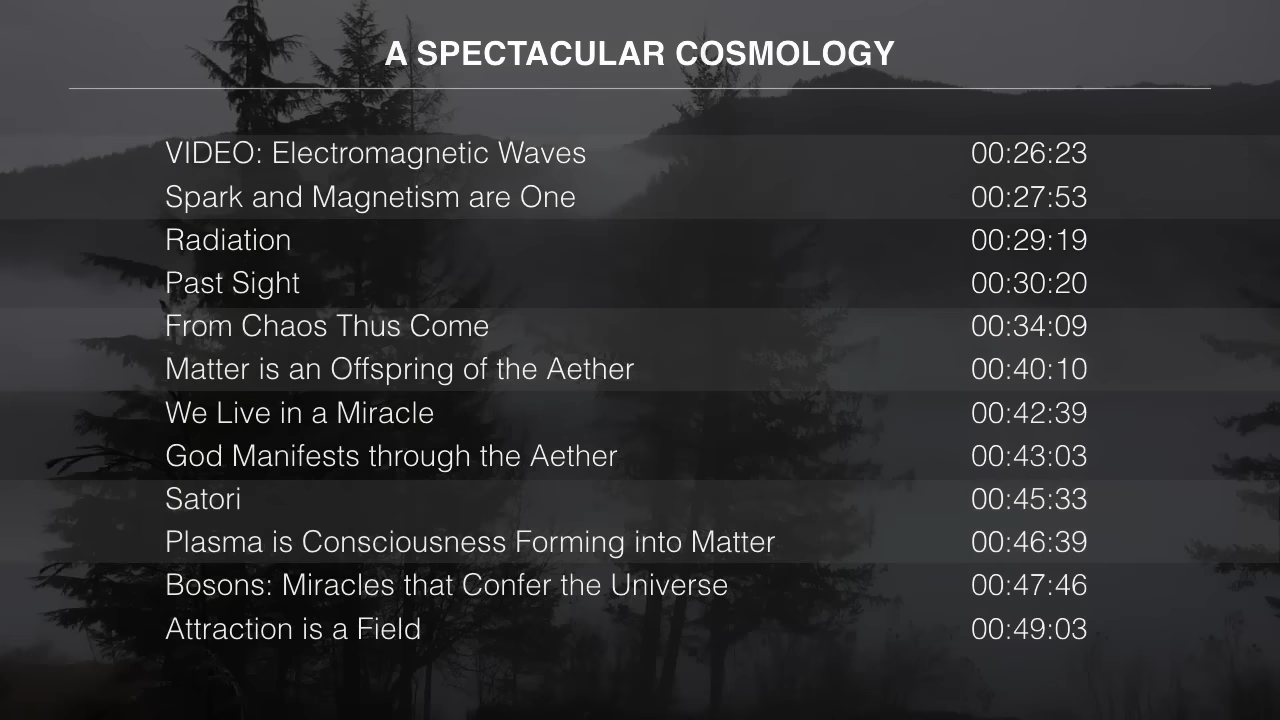 A SPECTACULAR COSMOLOGY
VIDEO: Electromagnetic Waves 00:26:23
Spark and Magnetism are One 00:27:53
Radiation 00:29:19
Past Sight 00:30:20
From Chaos Thus Come 00:34:09
Matter is an Offspring of the Aether 00:40:10
We Live in a Miracle 00:42:39
God Manifests through the Aether 00:43:03
Satori 00:45:33
Plasma is Consciousness Forming into Matter 00:46:39
Bosons: Miracles that Confer the Universe 00:47:46
Attraction is a Field 00:49:03